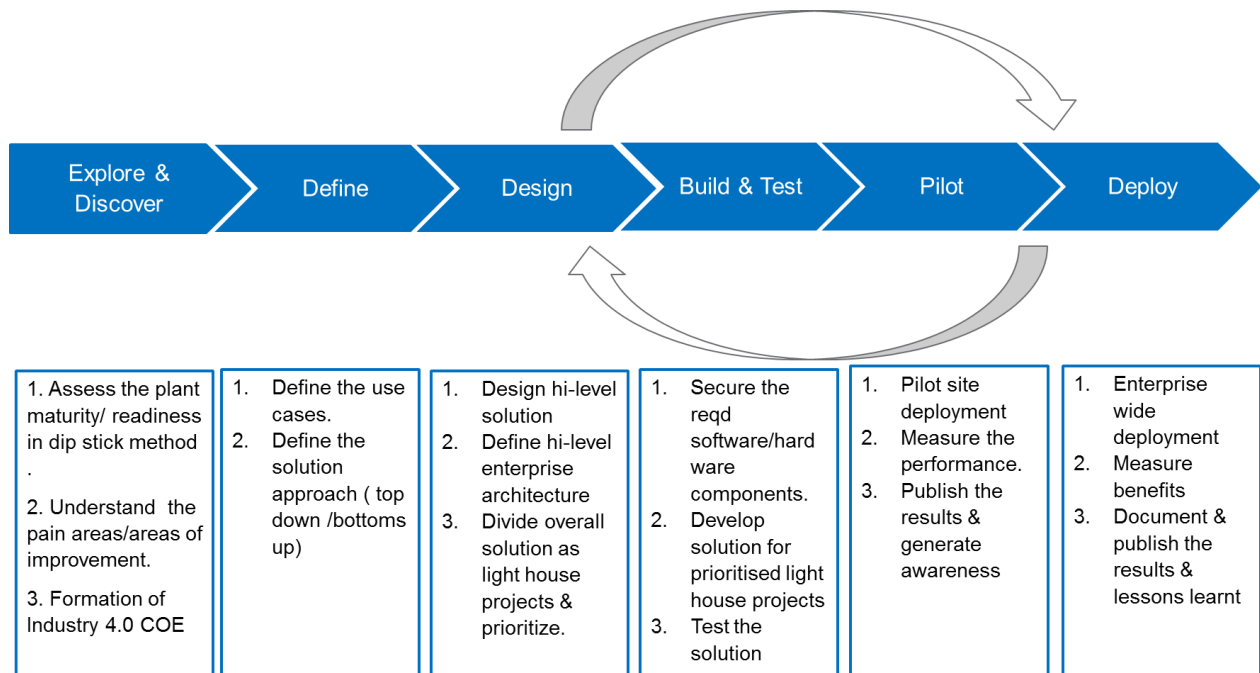 Explore &
Discover
Define
Design
Build & Test
Pilot
Deploy
1. Assess the plant
maturity/ readiness
in dip stick method
.
2. Understand the
pain areas/areas of
improvement.
3. Formation of
Industry 4.0 COE
1. Define the use
cases.
2. Define the
solution
approach ( top
down /bottoms
up)
1. Design hi-level
solution
2. Define hi-level
enterprise
architecture
3. Divide overall
solution as
light house
projects &
prioritize.
1. Secure the
reqd
software/hard
ware
components.
2. Develop
solution for
prioritised light
house projects
3. Test the
solution
1. Pilot site
deployment
2. Measure the
performance.
3. Publish the
results &
generate
awareness
1. Enterprise
wide
deployment
2. Measure
benefits
3. Document &
publish the
results &
lessons learnt